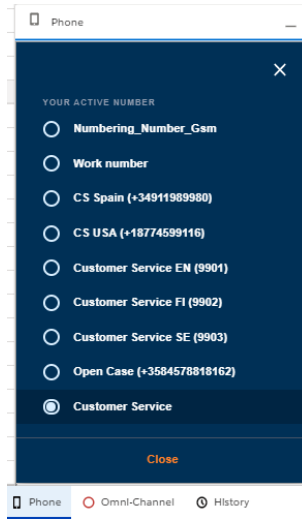 Phone
YOUR ACTIVE NUMBER
Numbering_Number_Gsm
Work number
CS Spain (+34911989980)
CS USA (+18774599116)
Customer Service EN (9901)
Customer Service FI (9902)
Customer Service SE (9903)
Open Case (+3584578818162)
Customer Service
Close
Phone Omni-Channel History